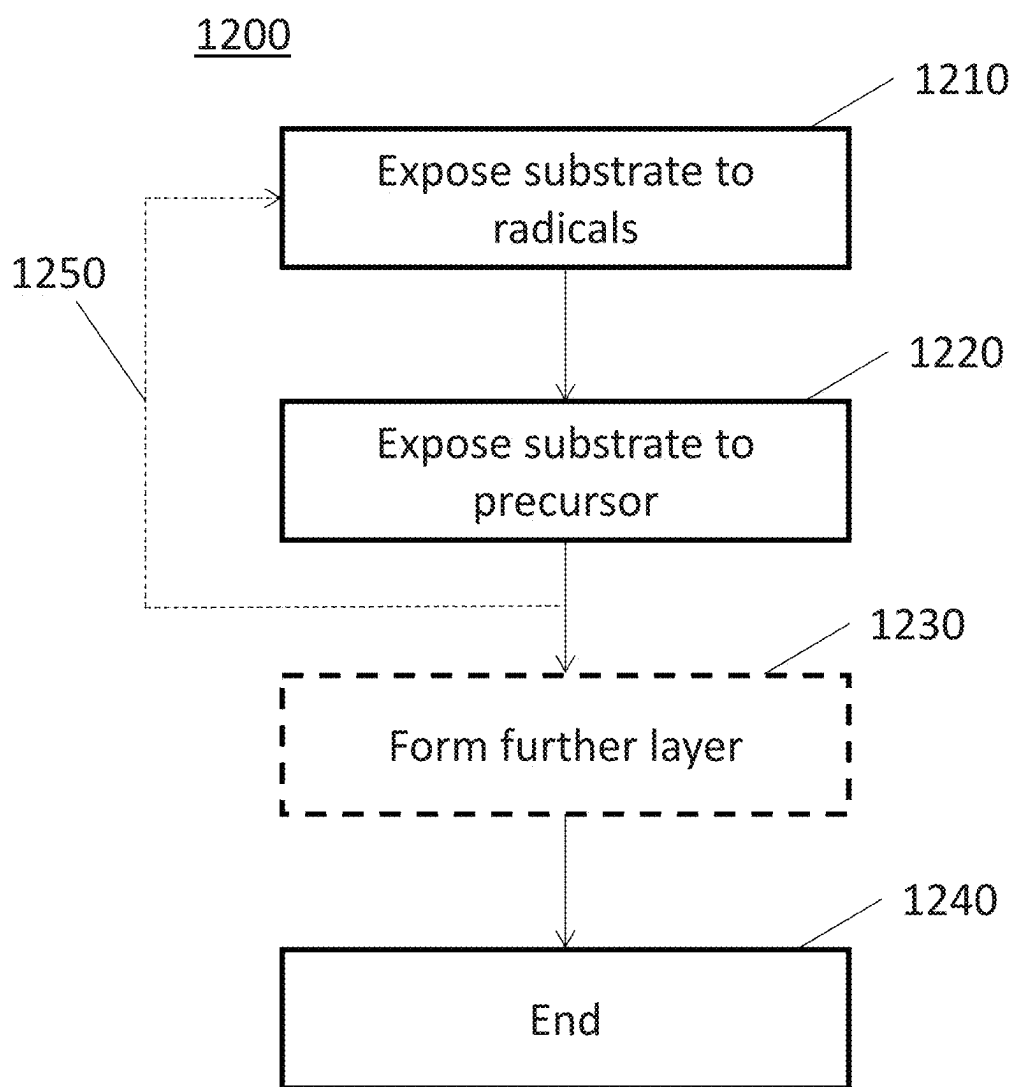 1200
1210
Expose substrate to
radicals
1250
1220
Expose substrate to
precursor
1230
Form further layer
1240
End